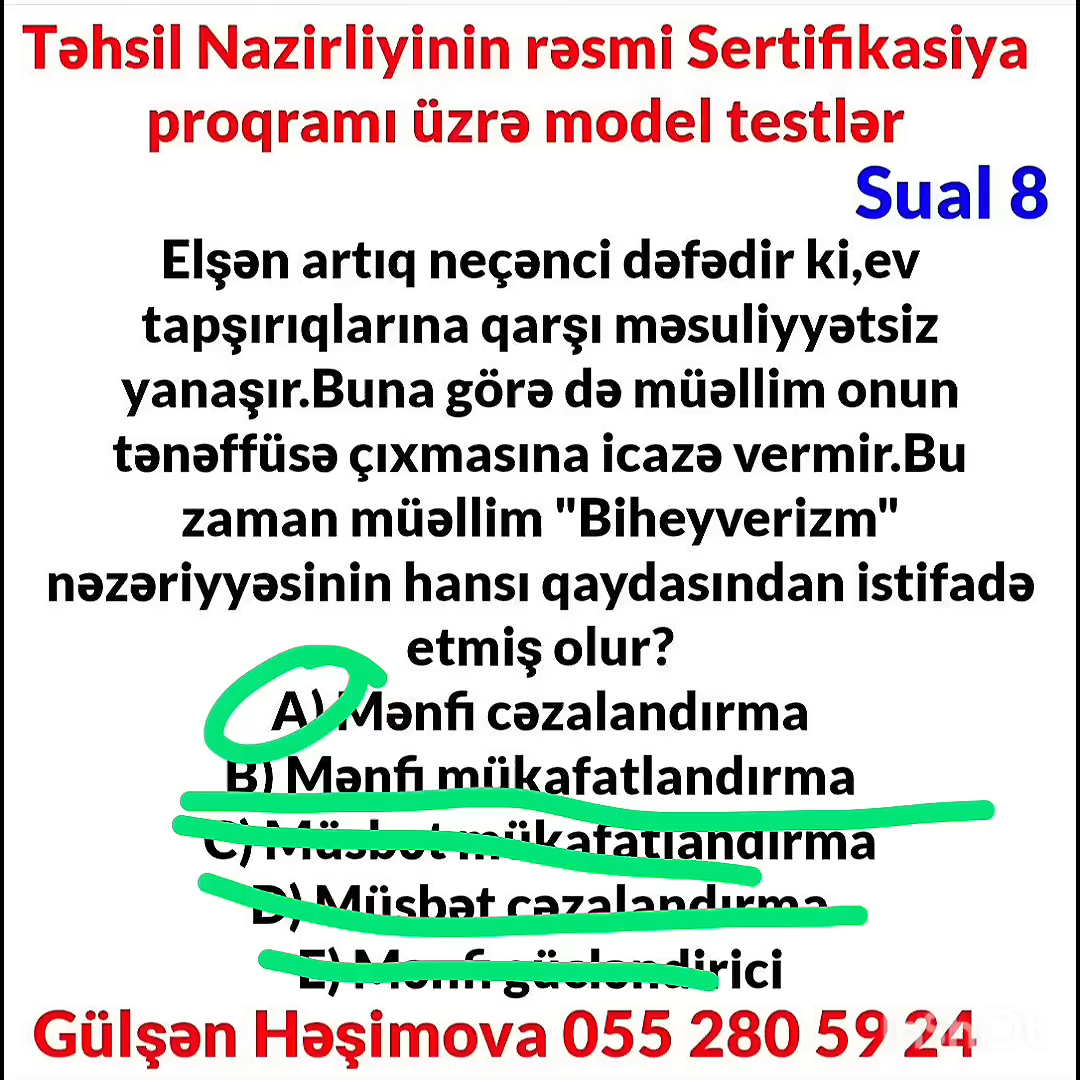 Təhsil Nazirliyinin rəsmi Sertifikasiya
proqramı üzrə model testlər
Sual 8
Elşən artıq neçənci dəfədir ki,ev
tapşırıqlarına qarşı məsuliyyətsiz
yanaşır.Buna görə də müəllim onun
tənəffüsə çıxmasına icazə vermir.Bu
zaman müəllim "Biheyverizm"
nəzəriyyəsinin hansı qaydasından istifadə
etmiş olur?
A) Mənfi cəzalandırma
B) Mənfi mükafatlandırma
C) Müsbət mükafatlandırma
D) Müsbət cəzalandırma
E) Mənfi gücləndirici
Gülşən Həşimova 055 280 59 24